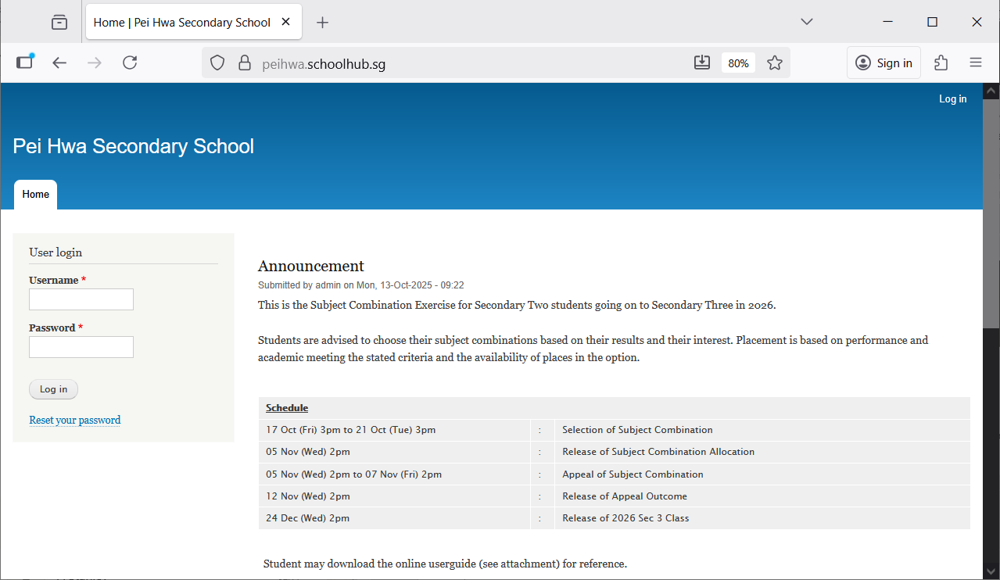 Home | Pei Hwa Secondary School
peihwa.schoolhub.sg
80%
Sign in
Log in
Pei Hwa Secondary School
Home
User login
Username *
Password *
Log in
Reset your password
Announcement
Submitted by admin on Mon, 13-Oct-2025 - 09:22
This is the Subject Combination Exercise for Secondary Two students going on to Secondary Three in 2026.
Students are advised to choose their subject combinations based on their results and their interest. Placement is based on performance and
academic meeting the stated criteria and the availability of places in the option.
Schedule
17 Oct (Fri) 3pm to 21 Oct (Tue) 3pm : Selection of Subject Combination
05 Nov (Wed) 2pm : Release of Subject Combination Allocation
05 Nov (Wed) 2pm to 07 Nov (Fri) 2pm : Appeal of Subject Combination
12 Nov (Wed) 2pm : Release of Appeal Outcome
24 Dec (Wed) 2pm : Release of 2026 Sec 3 Class
Student may download the online userguide (see attachment) for reference.